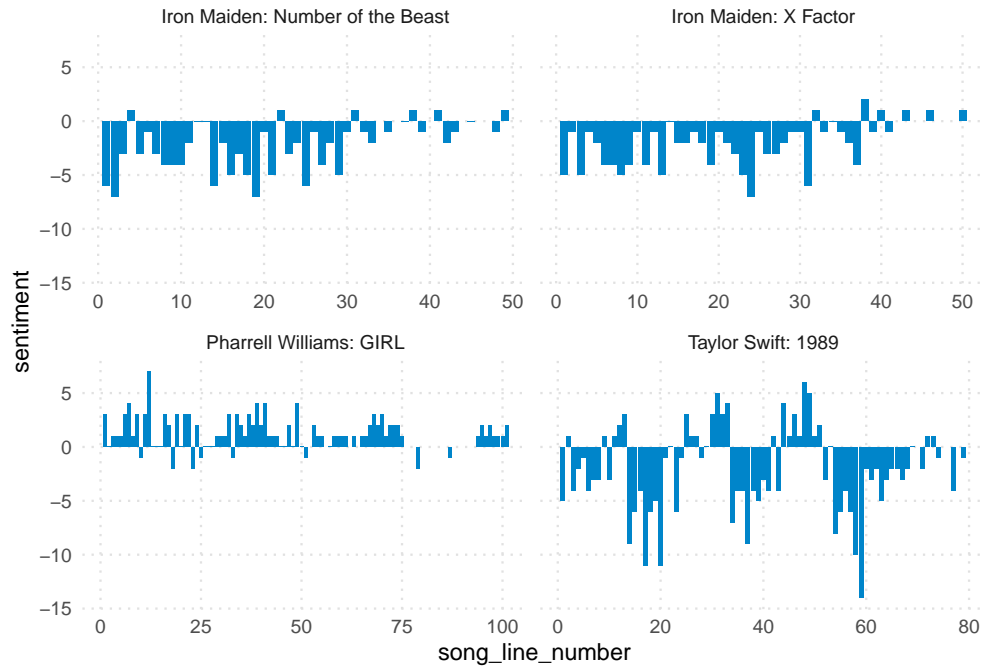 Iron Maiden: Number of the Beast
Iron Maiden: X Factor
5
0
−5
−10
−15
0 10 20 30 40 50
0 10 20 30 40 50
sentiment
Pharrell Williams: GIRL
Taylor Swift: 1989
5
0
−5
−10
−15
0 25 50 75 100
0 20 40 60 80
song_line_number